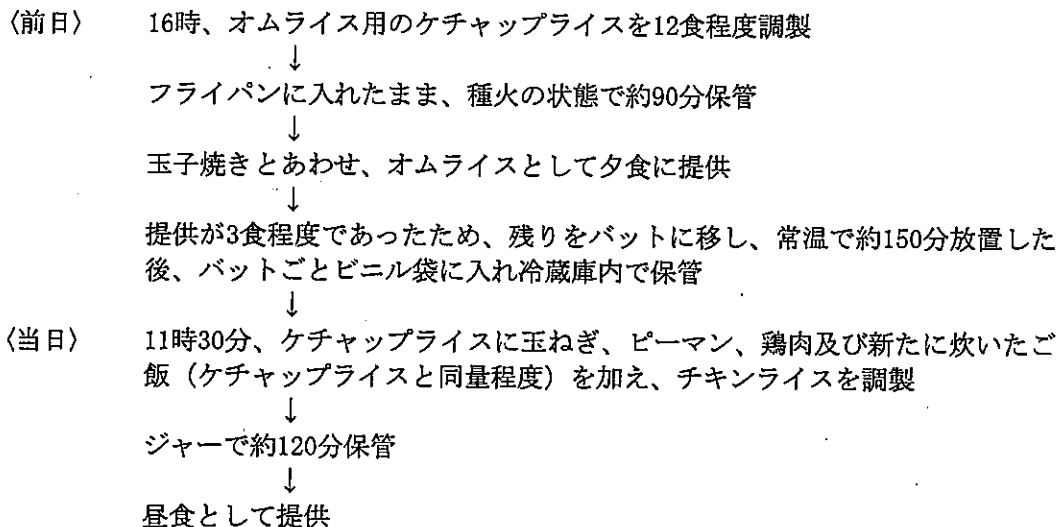 〈前日〉 16時、オムライス用のケチャップライスを12食程度調製
↓
フライパンに入れたまま、種火の状態で約90分保管
↓
玉子焼きとあわせ、オムライスとして夕食に提供
↓
提供が3食程度であったため、残りをバットに移し、常温で約150分放置した
後、バットごとビニル袋に入れ冷蔵庫内で保管
↓
〈当日〉 11時30分、ケチャップライスに玉ねぎ、ピーマン、鶏肉及び新たに炊いたご
飯（ケチャップライスと同量程度）を加え、チキンライスを調製
↓
ジャーで約120分保管
↓
昼食として提供